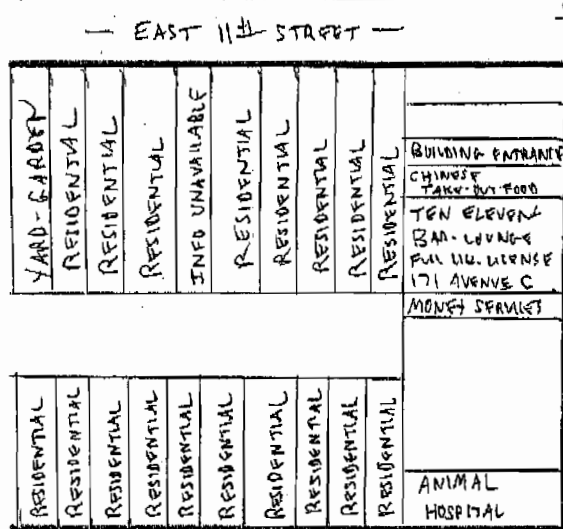 — EAST 11th STREET —
YARD-GARDEN
RESIDENTIAL
RESIDENTIAL
RESIDENTIAL
INFO UNAVAILABLE
RESIDENTIAL
RESIDENTIAL
RESIDENTIAL
RESIDENTIAL
RESIDENTIAL
BUILDING ENTRANCE
CHINESE
TAKE-OUT FOOD
TEN ELEVEN
BAR-LOUNGE
FULL LIQ. LICENSE
171 AVENUE C
MONEY SERVICES
RESIDENTIAL
RESIDENTIAL
RESIDENTIAL
RESIDENTIAL
RESIDENTIAL
RESIDENTIAL
RESIDENTIAL
RESIDENTIAL
RESIDENTIAL
RESIDENTIAL
ANIMAL
HOSPITAL